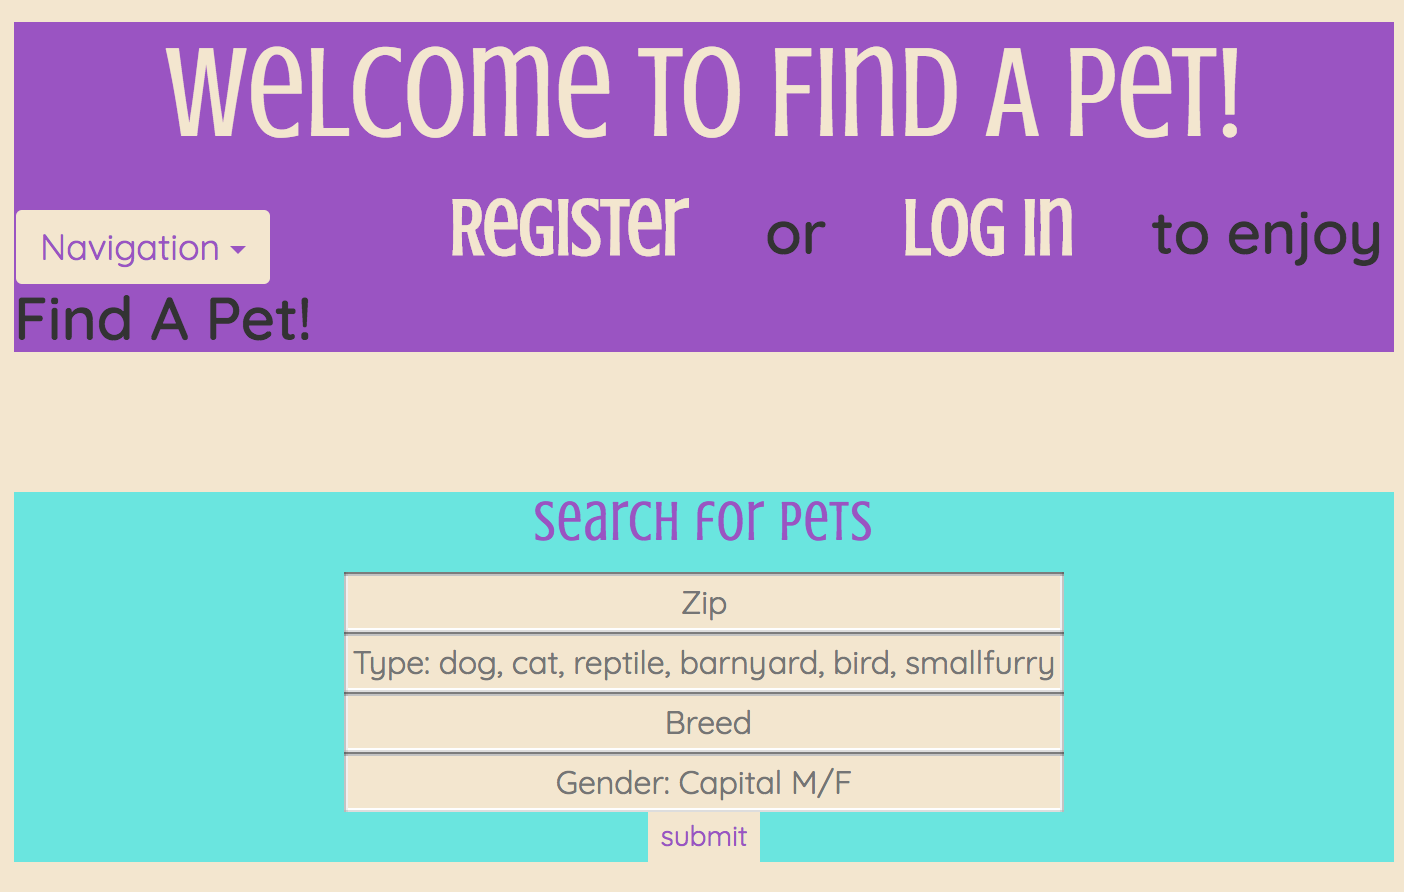 Welcome to Find A Pet!
Navigation
Register or Log In to enjoy
Find A Pet!
Search for Pets
Zip
Type: dog, cat, reptile, barnyard, bird, smallfurry
Breed
Gender: Capital M/F
submit